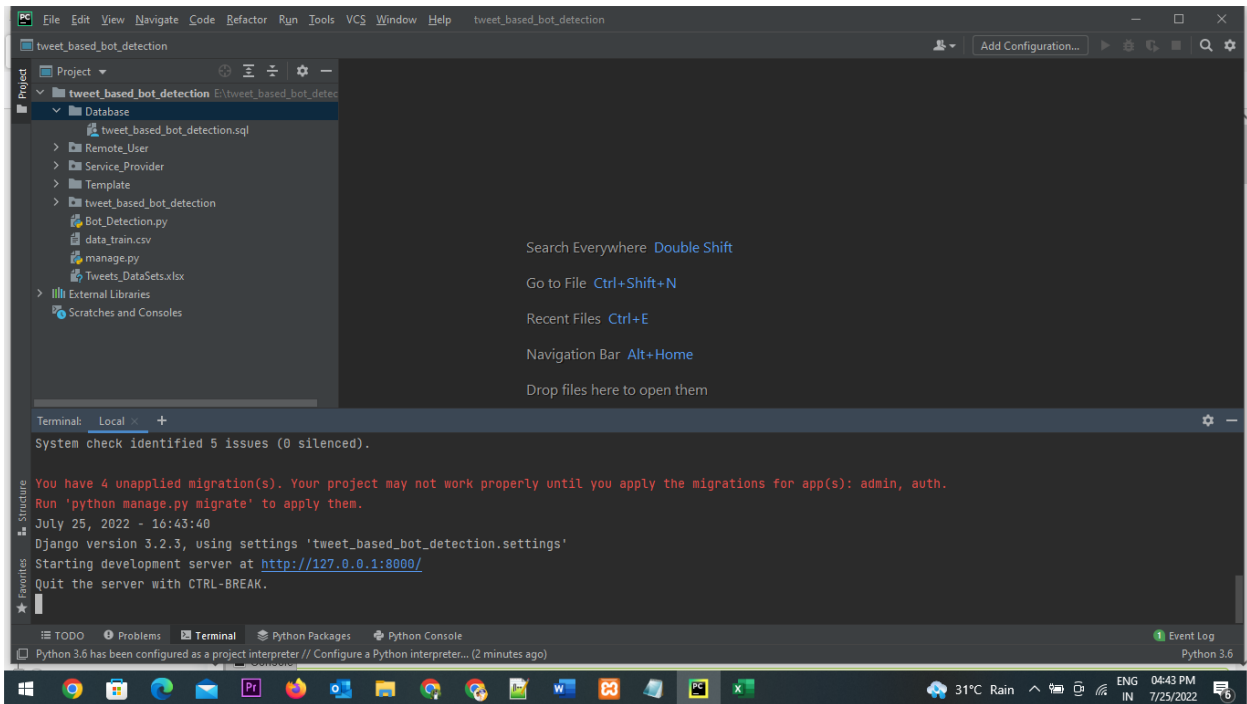 File Edit View Navigate Code Refactor Run Tools VCS Window Help tweet_based_bot_detection
tweet_based_bot_detection Add Configuration...
Project
Project
tweet_based_bot_detection E:\tweet_based_bot_detec
Database
tweet_based_bot_detection.sql
Remote_User
Service_Provider
Template
tweet_based_bot_detection
Bot_Detection.py
data_train.csv
manage.py
Tweets_DataSets.xlsx
External Libraries
Scratches and Consoles
Search Everywhere Double Shift
Go to File Ctrl+Shift+N
Recent Files Ctrl+E
Navigation Bar Alt+Home
Drop files here to open them
Terminal: Local × +
System check identified 5 issues (0 silenced).
You have 4 unapplied migration(s). Your project may not work properly until you apply the migrations for app(s): admin, auth.
Run 'python manage.py migrate' to apply them.
July 25, 2022 - 16:43:40
Django version 3.2.3, using settings 'tweet_based_bot_detection.settings'
Starting development server at http://127.0.0.1:8000/
Quit the server with CTRL-BREAK.
Structure
Favorites
TODO Problems Terminal Python Packages Python Console 1 Event Log
Python 3.6 has been configured as a project interpreter // Configure a Python interpreter... (2 minutes ago) Python 3.6
Console
31°C Rain ENG 04:43 PM
IN 7/25/2022 6